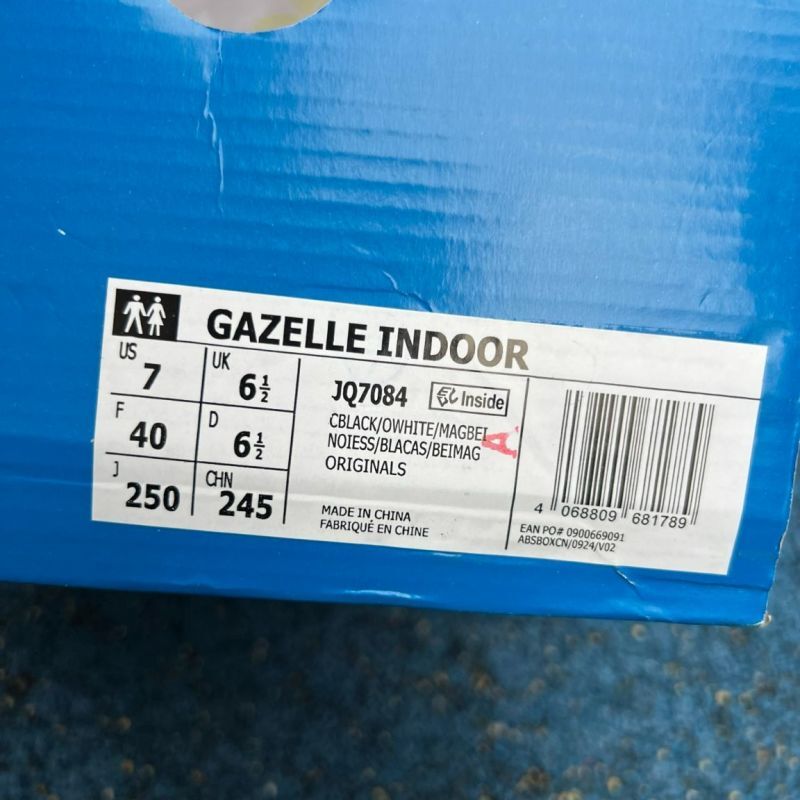 GAZELLE INDOOR
US 7 UK 6½
F 40 D 6½
J 250 CHN 245
JQ7084 Inside
CBLACK/OWHITE/MAGBEI
NOIESS/BLACAS/BEIMAG
ORIGINALS
MADE IN CHINA
FABRIQUÉ EN CHINE
4 068809 681789
EAN PO# 0900669091
ABSBOXCN/0924/V02